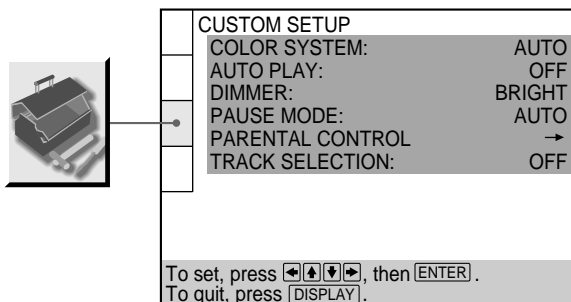 CUSTOM SETUP
COLOR SYSTEM: AUTO
AUTO PLAY: OFF
DIMMER: BRIGHT
PAUSE MODE: AUTO
PARENTAL CONTROL →
TRACK SELECTION: OFF
To set, press ←↑↓→, then ENTER.
To quit, press DISPLAY.